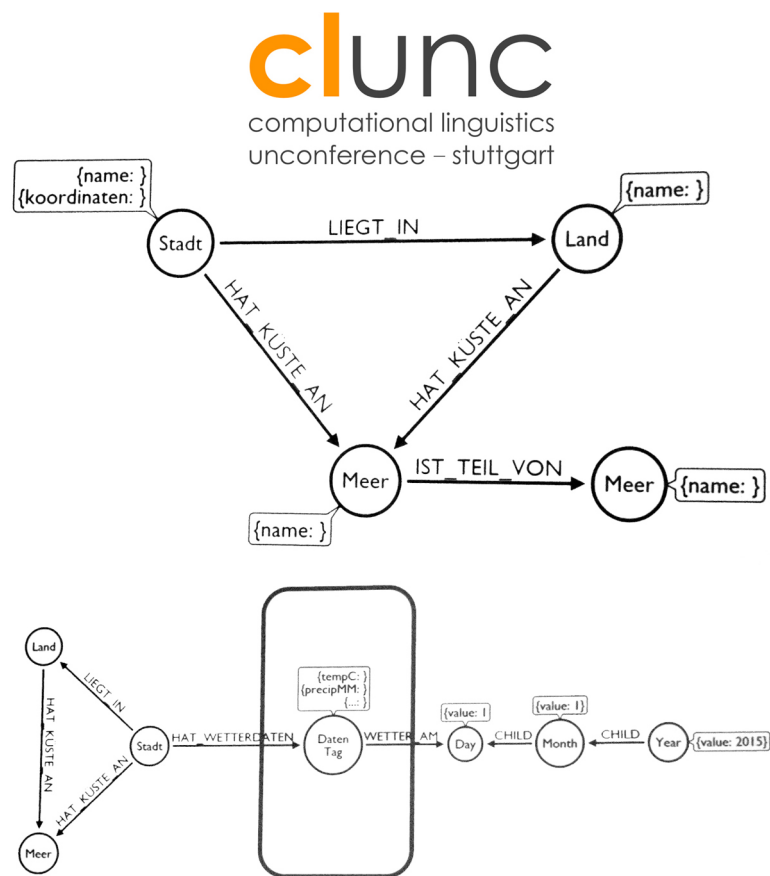 clunc
computational linguistics
unconference – stuttgart
{name: }
{koordinaten: }
{name: }
Stadt
LIEGT_IN
Land
HAT_KÜSTE_AN
HAT_KÜSTE_AN
Meer
IST_TEIL_VON
Meer
{name: }
{name: }
Land
LIEGT_IN
{tempC: }
{precipMM: }
{...: }
{value: 1
{value: 1}
HAT_KUSTE_AN
Stadt
HAT_WETTERDATEN
Daten
Tag
WETTER_AM
Day
CHILD
Month
CHILD
Year
{value: 2015}
HAT_KUSTE_AN
Meer